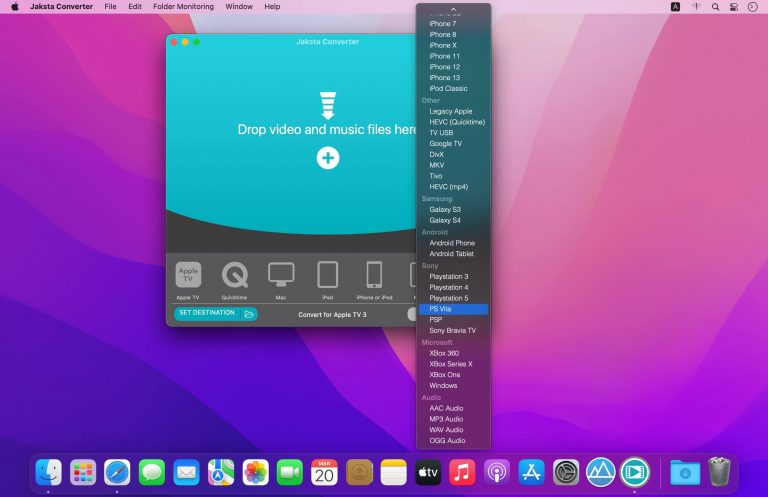 Jaksta Converter File Edit Folder Monitoring Window Help A
Jaksta Converter
Drop video and music files here
Apple TV
Apple TV
Quicktime
Mac
iPad
iPhone or iPod
SET DESTINATION
Convert for Apple TV 3
iPhone 7
iPhone 8
iPhone X
iPhone 11
iPhone 12
iPhone 13
iPod Classic
Other
Legacy Apple
HEVC (Quicktime)
TV USB
Google TV
DivX
MKV
Tivo
HEVC (mp4)
Samsung
Galaxy S3
Galaxy S4
Android
Android Phone
Android Tablet
Sony
Playstation 3
Playstation 4
Playstation 5
PS Vita
PSP
Sony Bravia TV
Microsoft
XBox 360
XBox Series X
XBox One
Windows
Audio
AAC Audio
MP3 Audio
WAV Audio
OGG Audio
20
tv